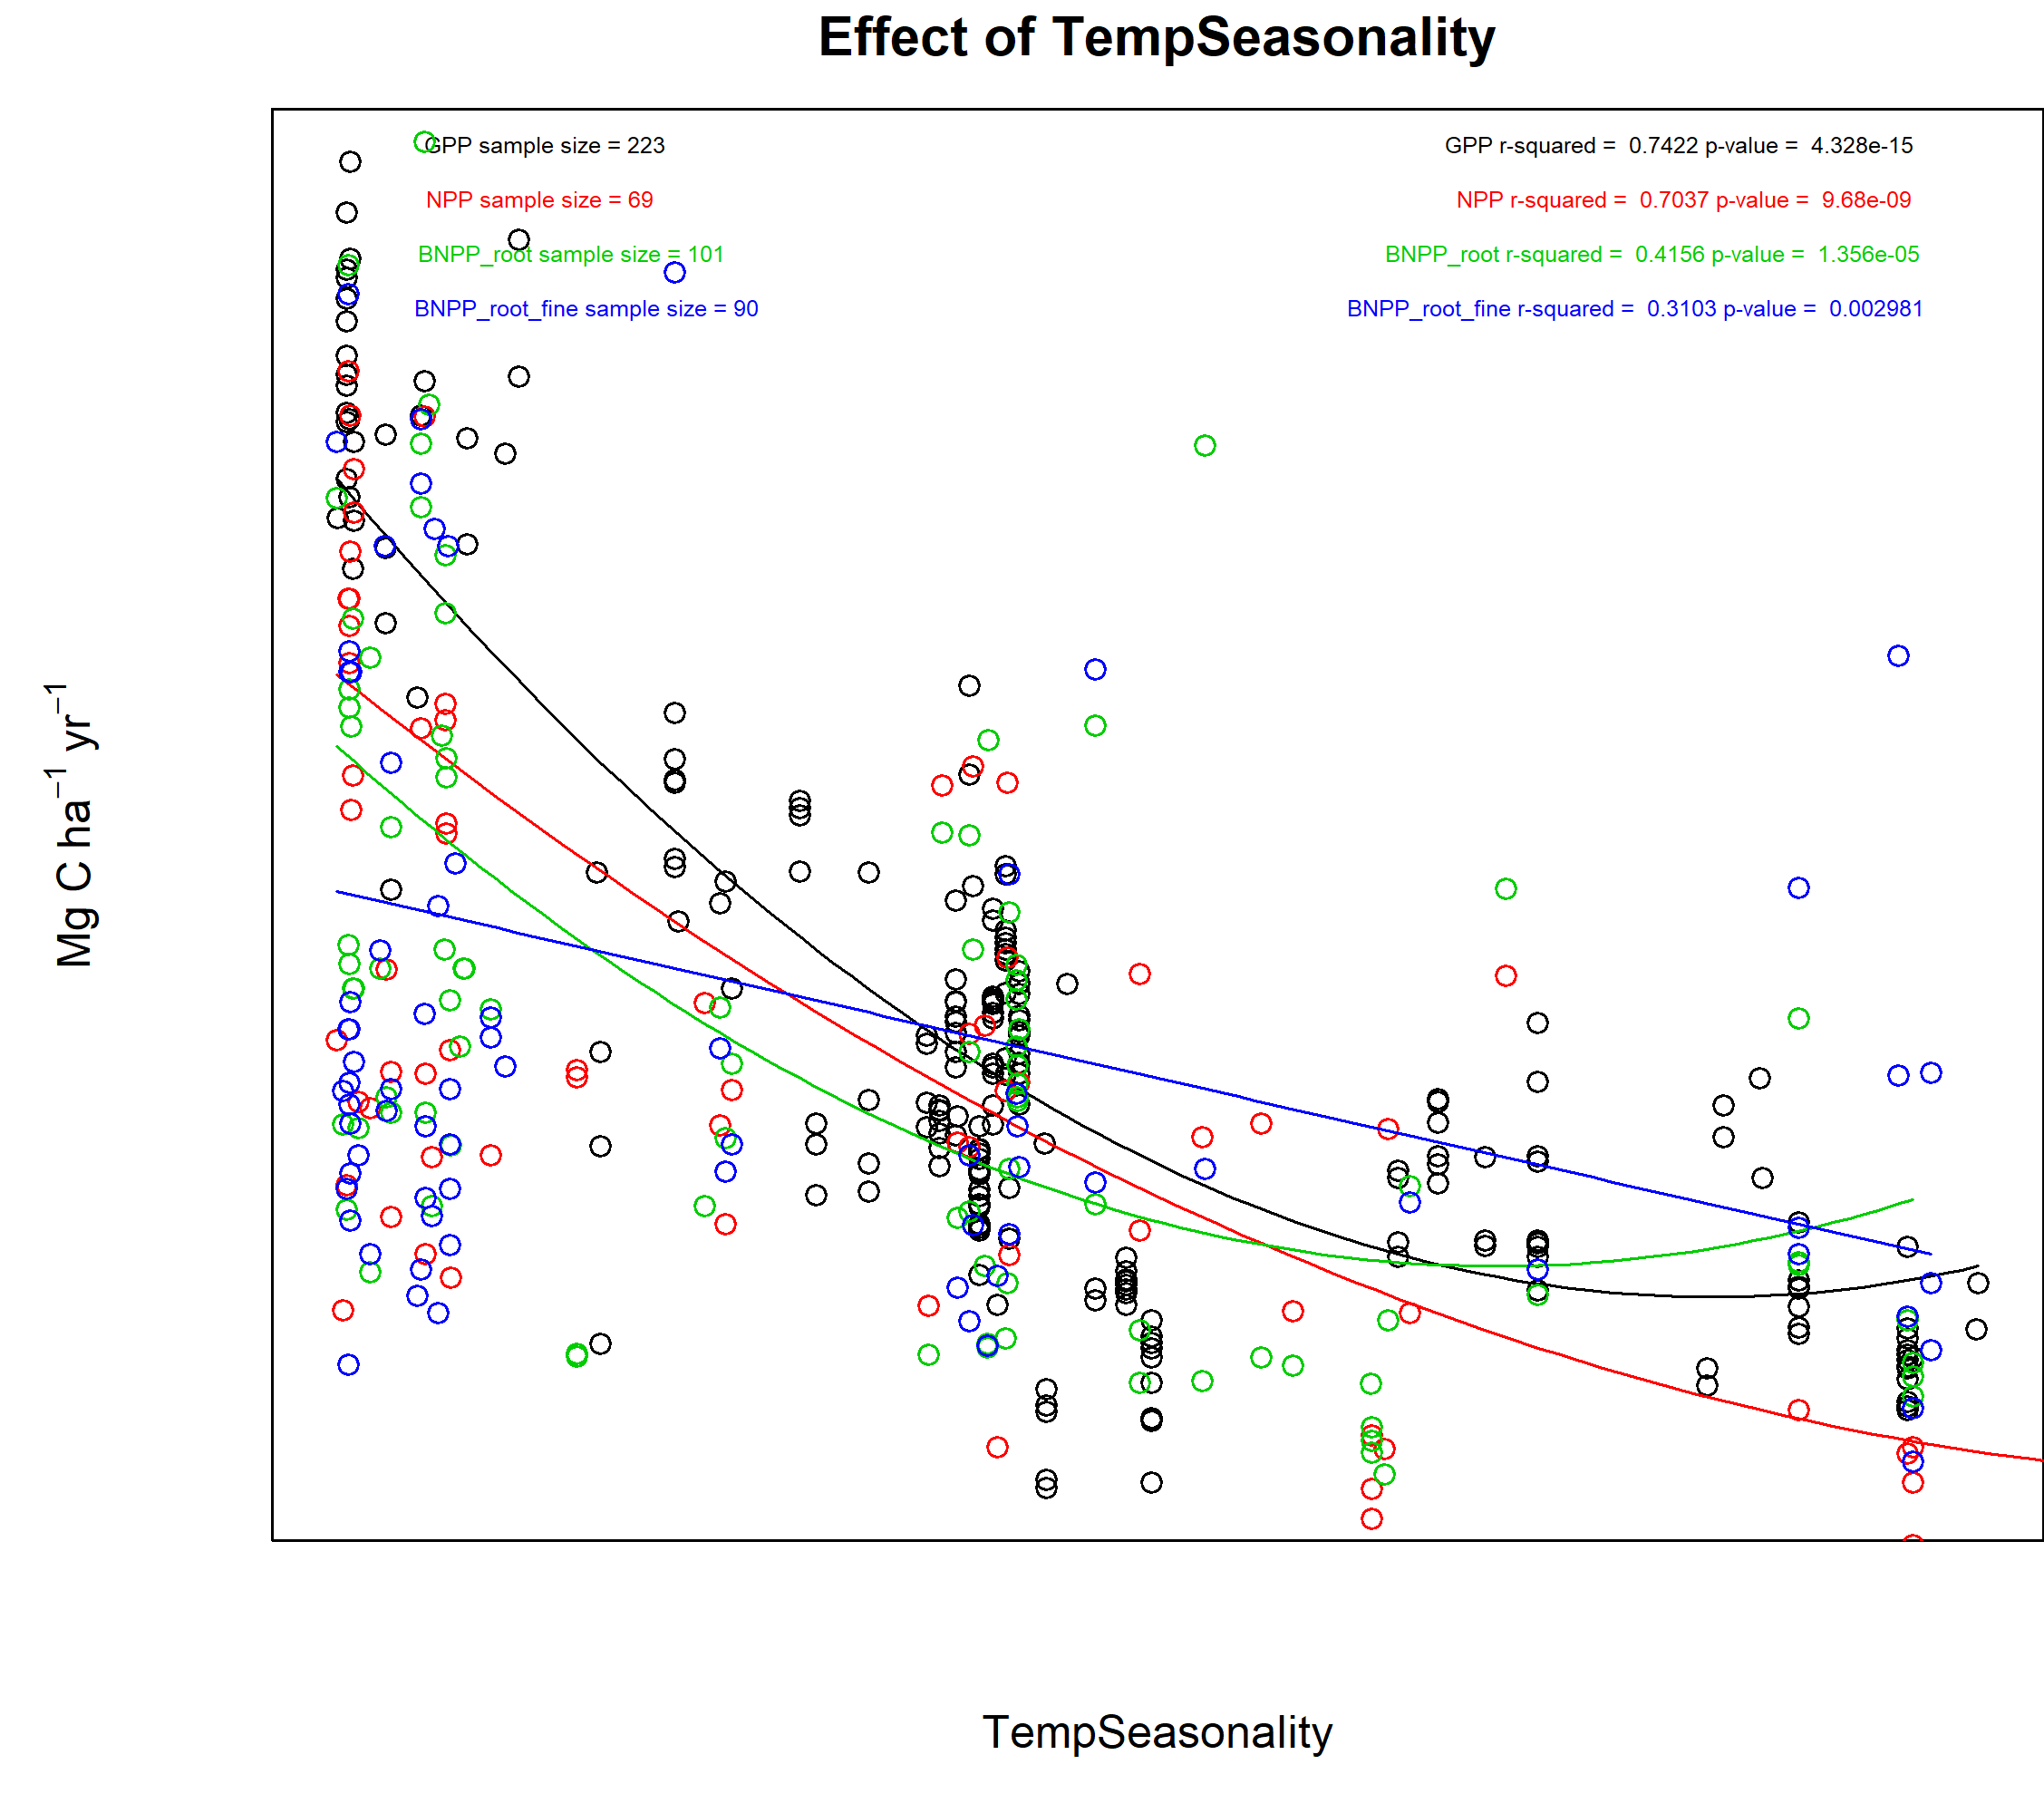 Effect of TempSeasonality
GPP sample size = 223
GPP r-squared = 0.7422 p-value = 4.328e-15
NPP sample size = 69
NPP r-squared = 0.7037 p-value = 9.68e-09
BNPP_root sample size = 101
BNPP_root r-squared = 0.4156 p-value = 1.356e-05
BNPP_root_fine sample size = 90
BNPP_root_fine r-squared = 0.3103 p-value = 0.002981
Mg C ha⁻¹ yr⁻¹
TempSeasonality